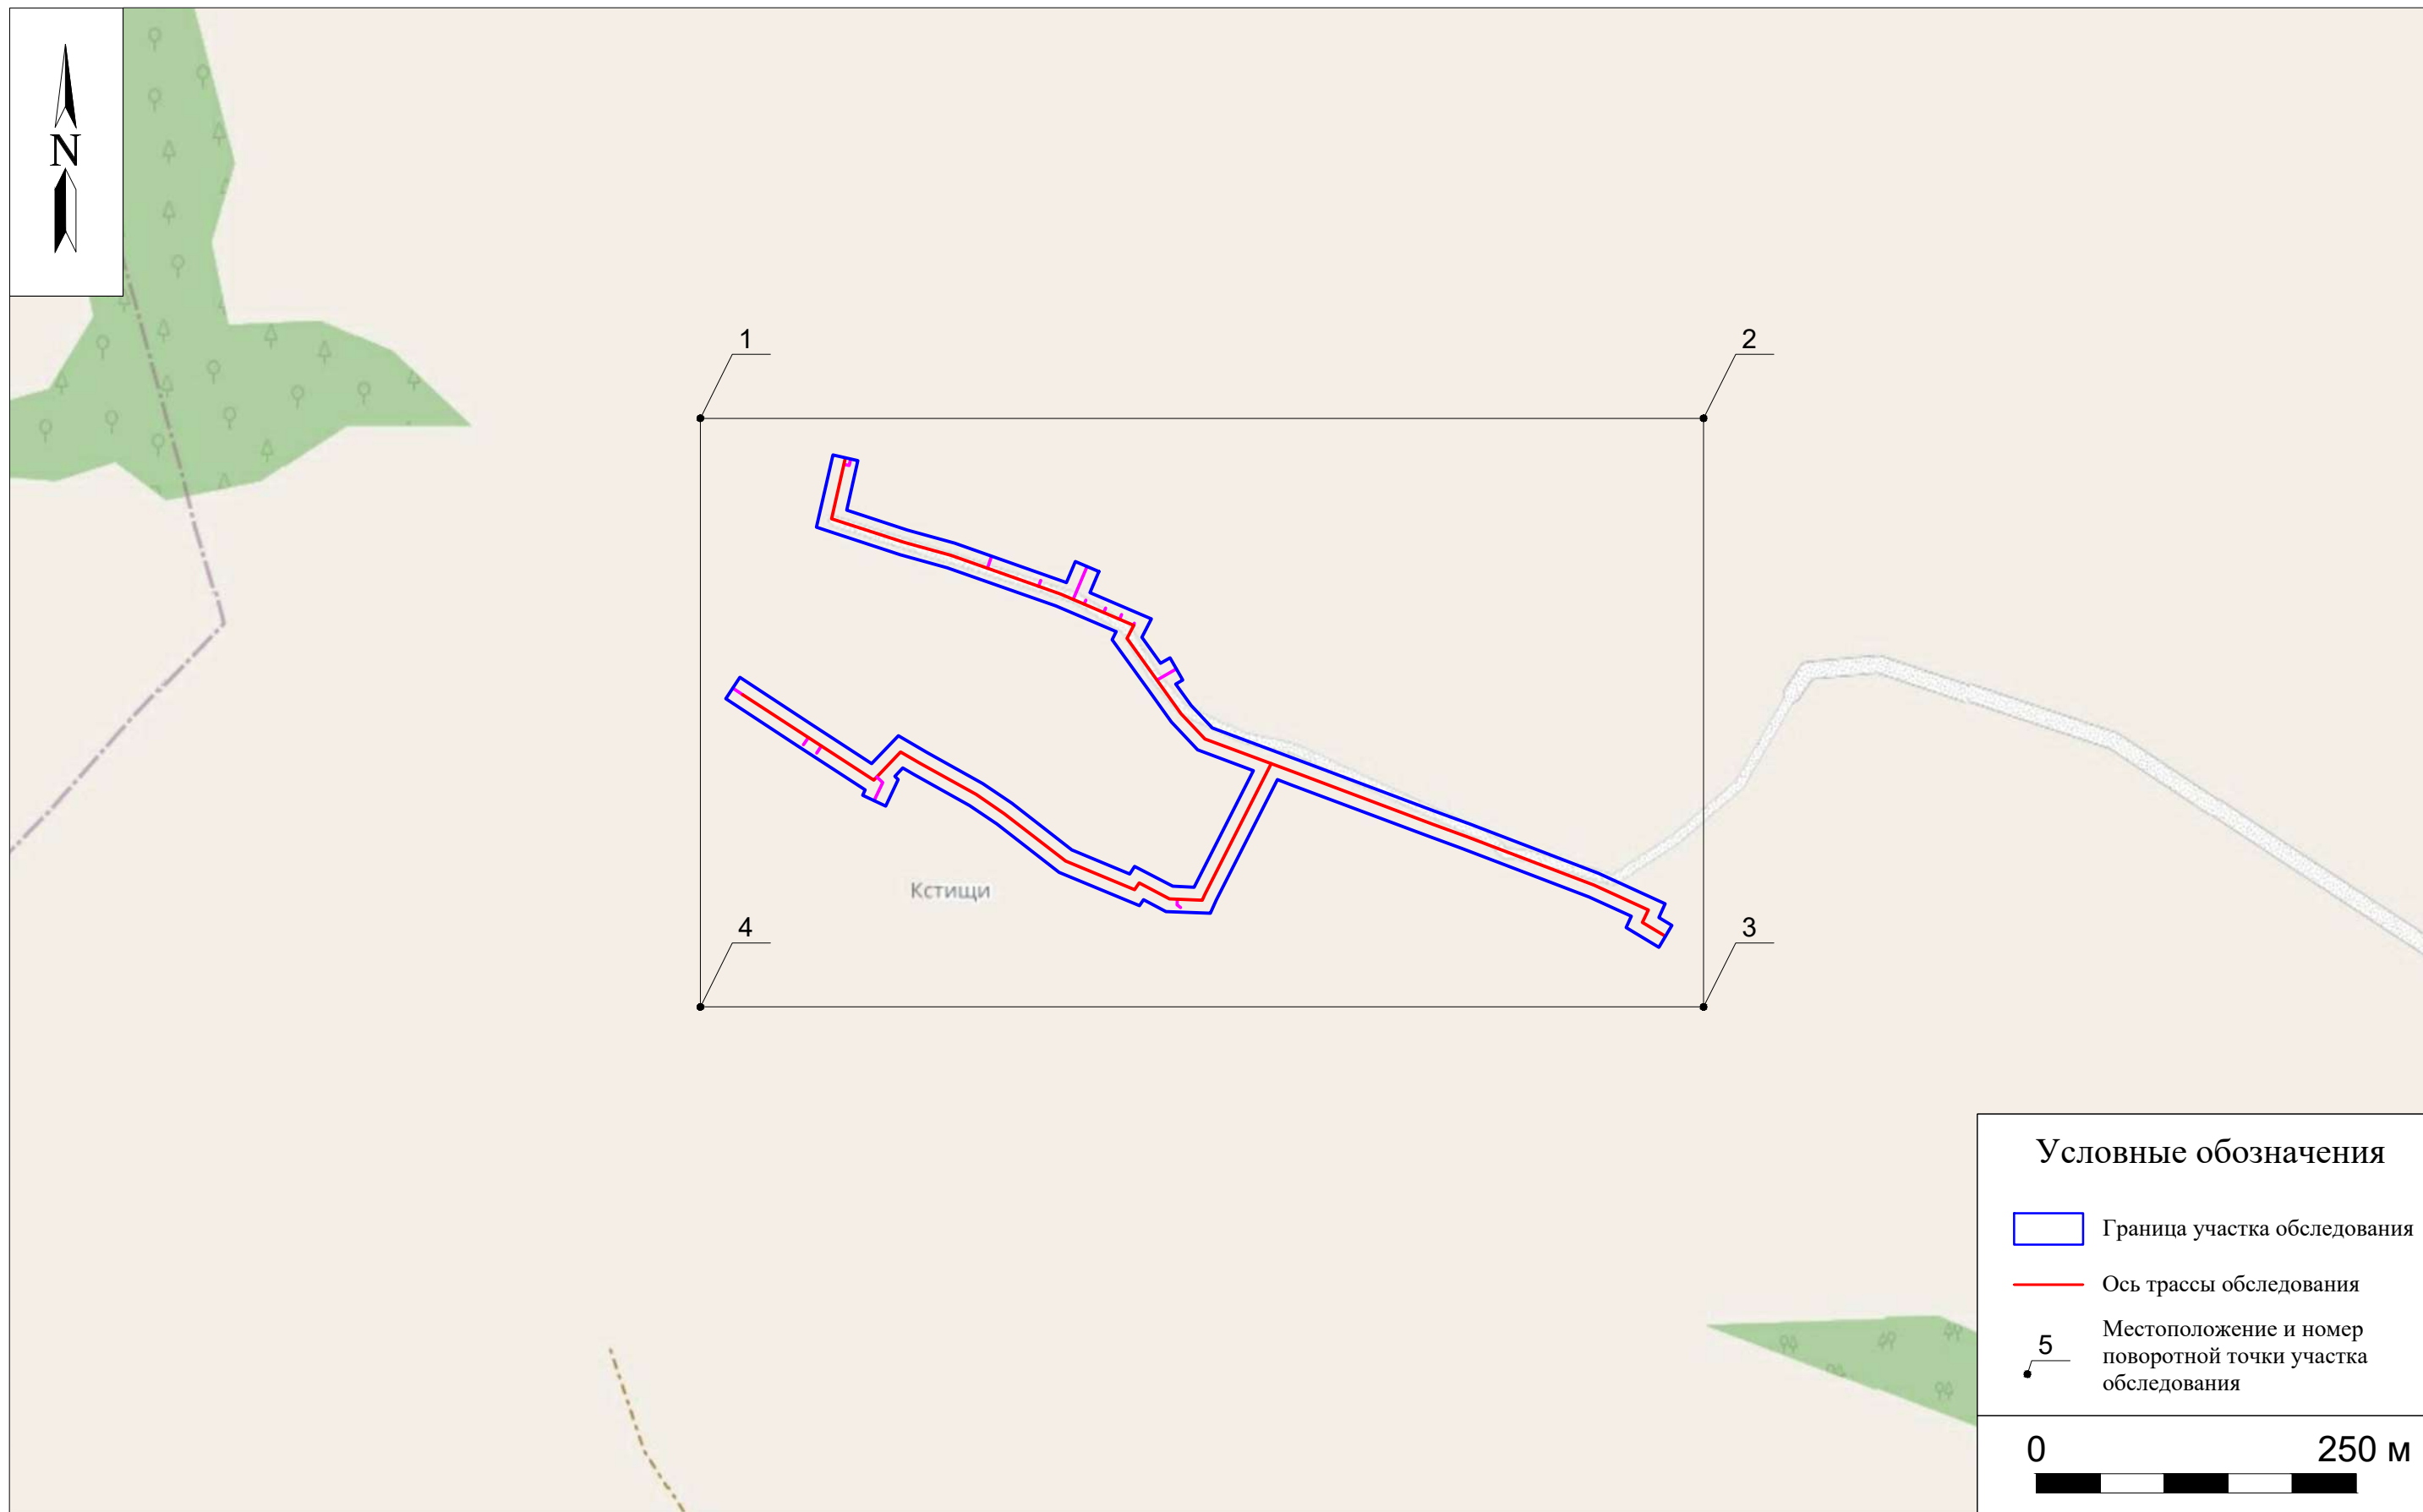 N
1
2
Кстищи
4
3
Условные обозначения
Граница участка обследования
Ось трассы обследования
5
Местоположение и номер
поворотной точки участка
обследования
0 250 м